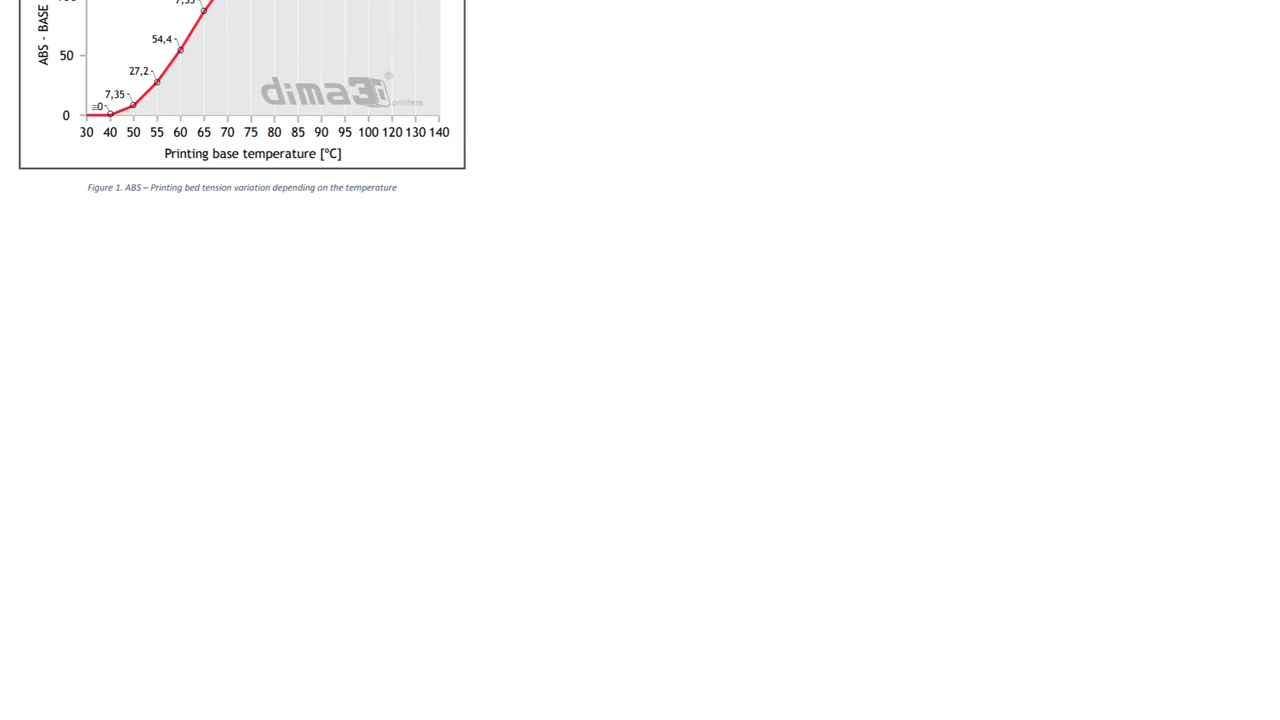 ABS - BASE
50
54,4
27,2
7,35
≅0
0
dima3i®
printers
30 40 50 55 60 65 70 75 80 85 90 95 100 120 130 140
Printing base temperature [ºC]
Figure 1. ABS – Printing bed tension variation depending on the temperature